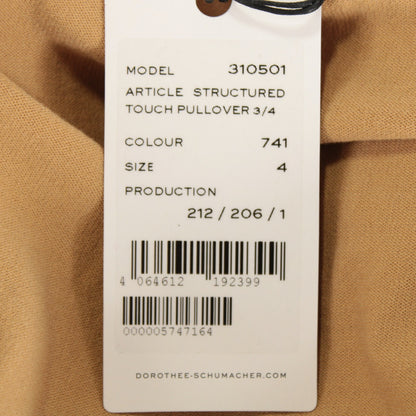 MODEL 310501
ARTICLE STRUCTURED
TOUCH PULLOVER 3/4
COLOUR 741
SIZE 4
PRODUCTION
212 / 206 / 1
4 064612 192399
000005747164
DOROTHEE-SCHUMACHER.COM